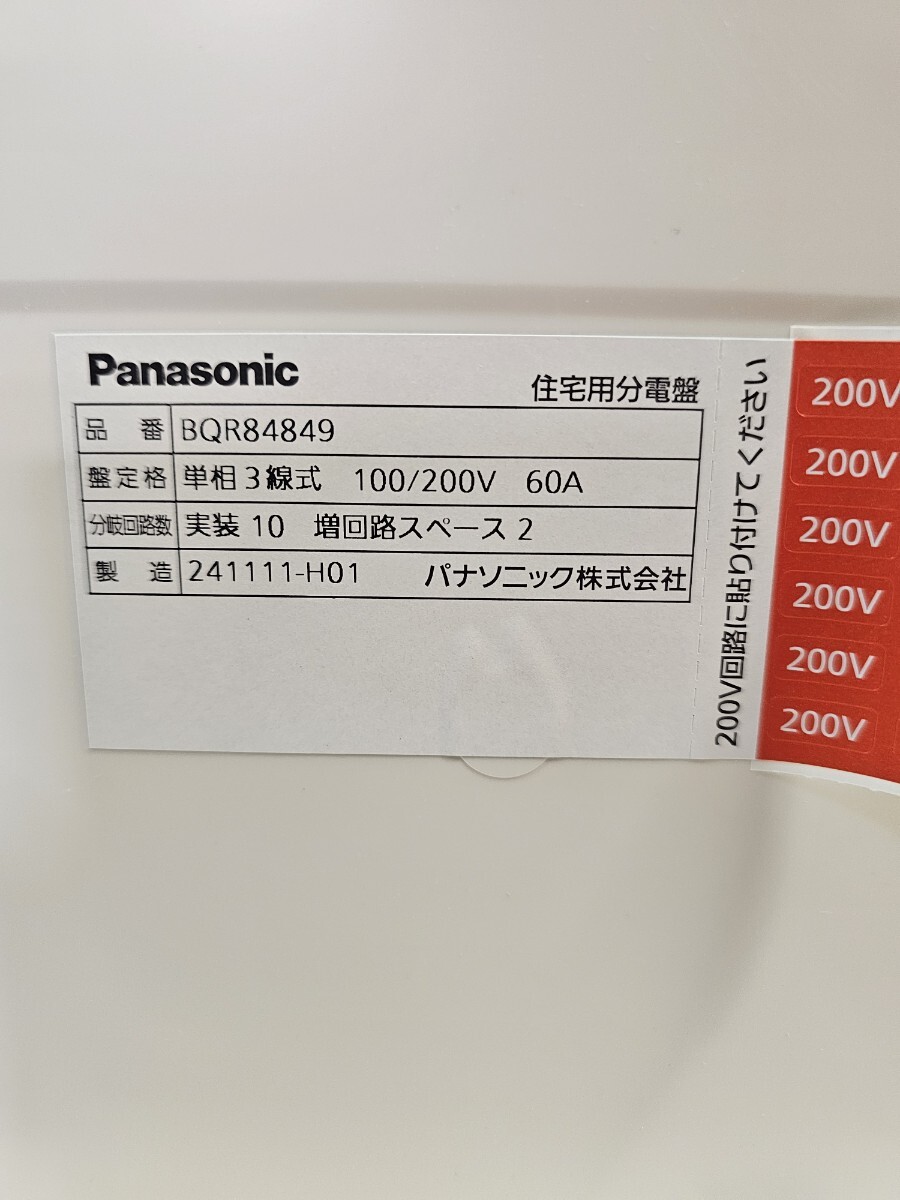 Panasonic
住宅用分電盤
品番 BQR84849
盤定格 単相3線式 100/200V 60A
分岐回路数 実装10 増回路スペース2
製造 241111-H01 パナソニック株式会社
200V回路に貼り付けてください
200V
200V
200V
200V
200V
200V